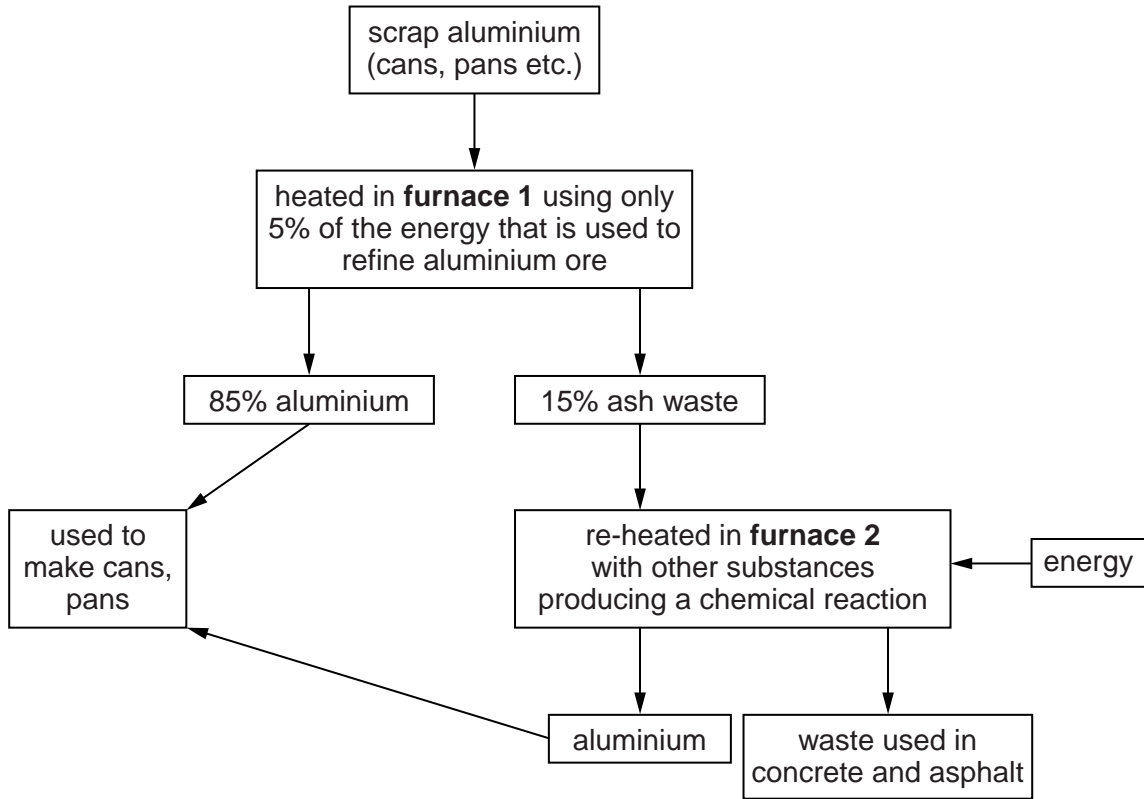 scrap aluminium
(cans, pans etc.)
heated in furnace 1 using only
5% of the energy that is used to
refine aluminium ore
85% aluminium
15% ash waste
used to
make cans,
pans
re-heated in furnace 2
with other substances
producing a chemical reaction
energy
aluminium
waste used in
concrete and asphalt